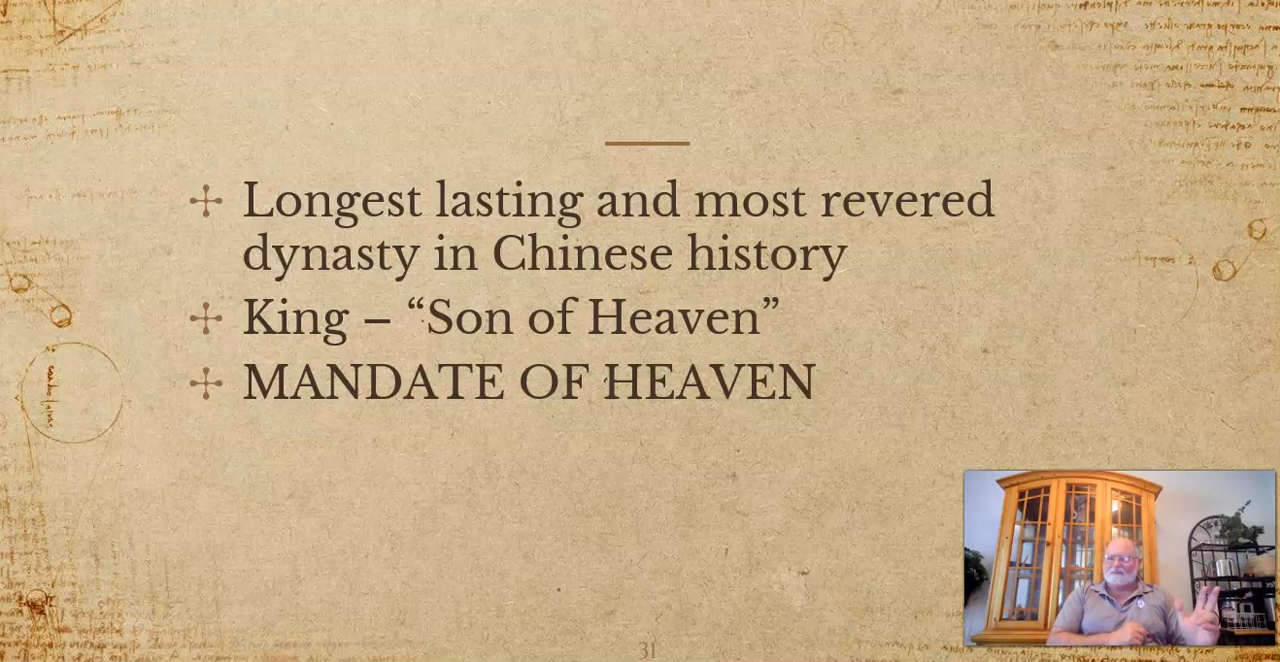 Longest lasting and most revered
dynasty in Chinese history
King – “Son of Heaven”
MANDATE OF HEAVEN
31